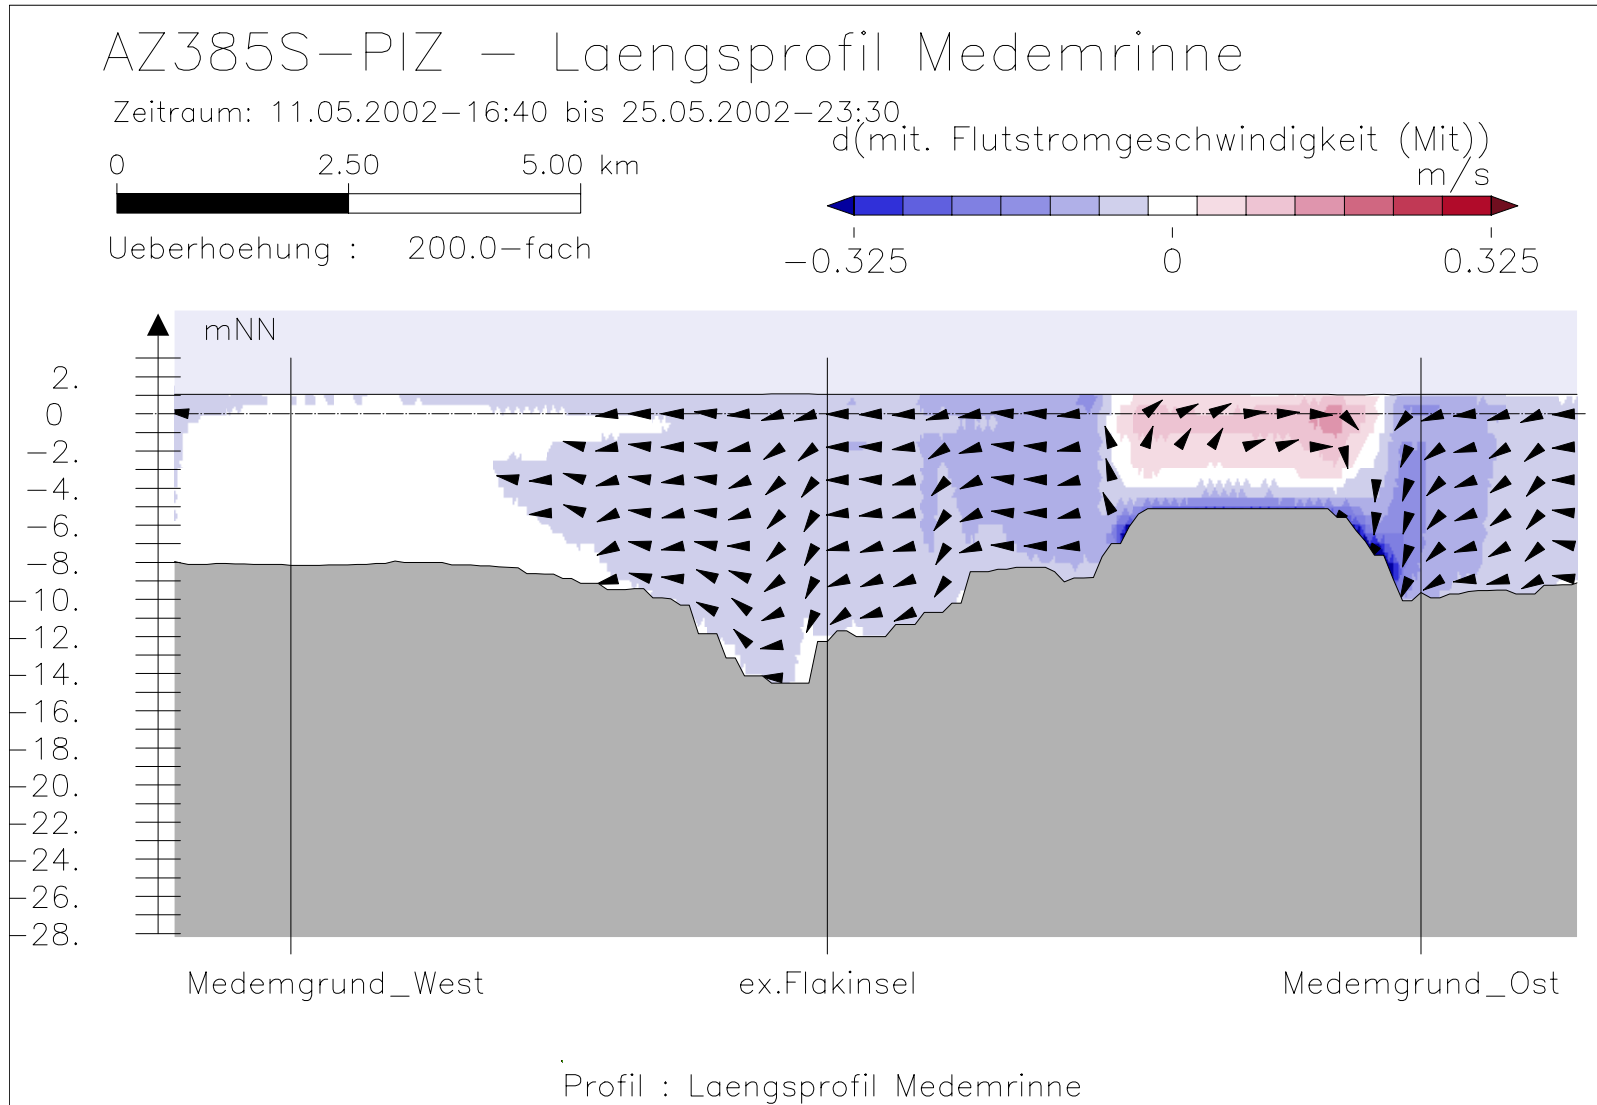 AZ385S-PIZ - Laengsprofil Medemrinne
Zeitraum: 11.05.2002-16:40 bis 25.05.2002-23:30
d(mit. Flutstromgeschwindigkeit (Mit))
m/s
0 2.50 5.00 km
Ueberhoehung : 200.0-fach
-0.325 0 0.325
mNN
2.
0
-2.
-4.
-6.
-8.
-10.
-12.
-14.
-16.
-18.
-20.
-22.
-24.
-26.
-28.
Medemgrund_West ex.Flakinsel Medemgrund_Ost
Profil : Laengsprofil Medemrinne